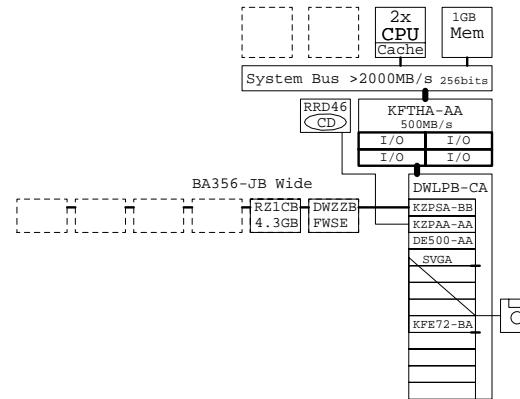 2x
CPU
Cache
1GB
Mem
System Bus >2000MB/s 256bits
RRD46
CD
KFTHA-AA
500MB/s
I/O I/O
I/O I/O
BA356-JB Wide
DWLPB-CA
RZ1CB
4.3GB
DWZZB
FWSE
KZPSA-BB
KZPAA-AA
DE500-AA
SVGA
KFE72-BA